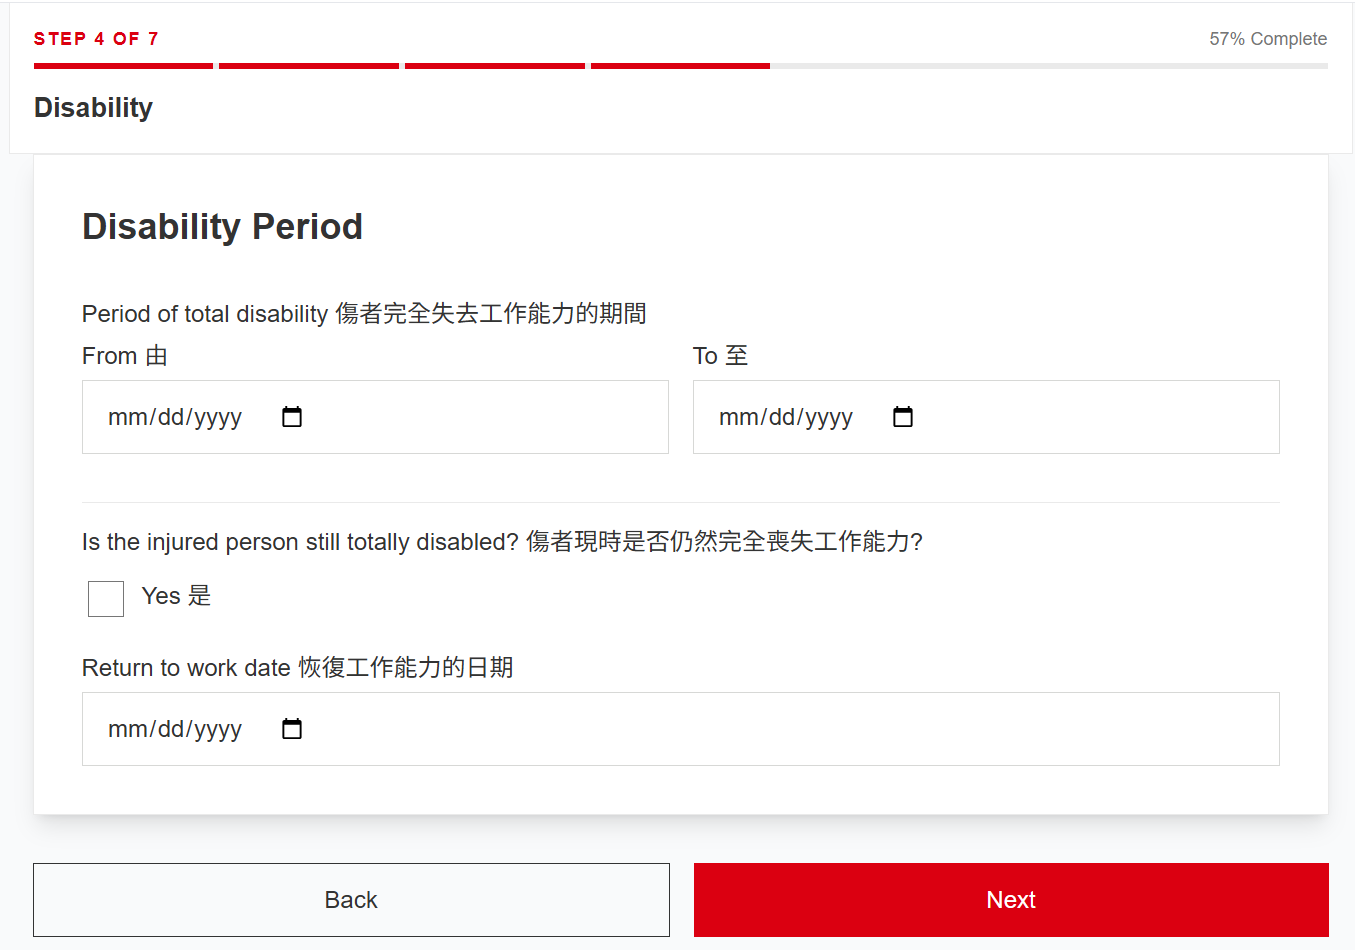 STEP 4 OF 7
57% Complete
Disability
Disability Period
Period of total disability 傷者完全失去工作能力的期間
From 由
To 至
mm/dd/yyyy
mm/dd/yyyy
Is the injured person still totally disabled? 傷者現時是否仍然完全喪失工作能力?
Yes 是
Return to work date 恢復工作能力的日期
mm/dd/yyyy
Back
Next